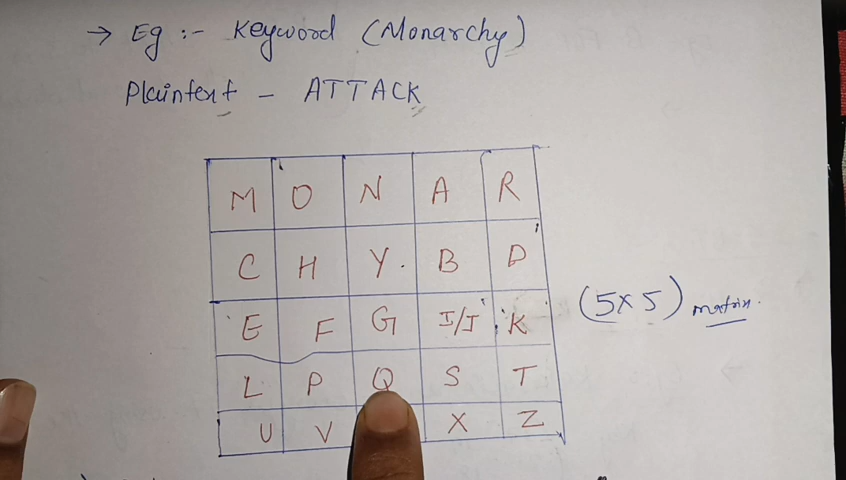 → Eg :- Keyword (Monarchy)
Plaintext - ATTACK
M O N A R
C H Y B D
E F G I/J K
(5x5) matrix.
L P Q S T
U V X Z